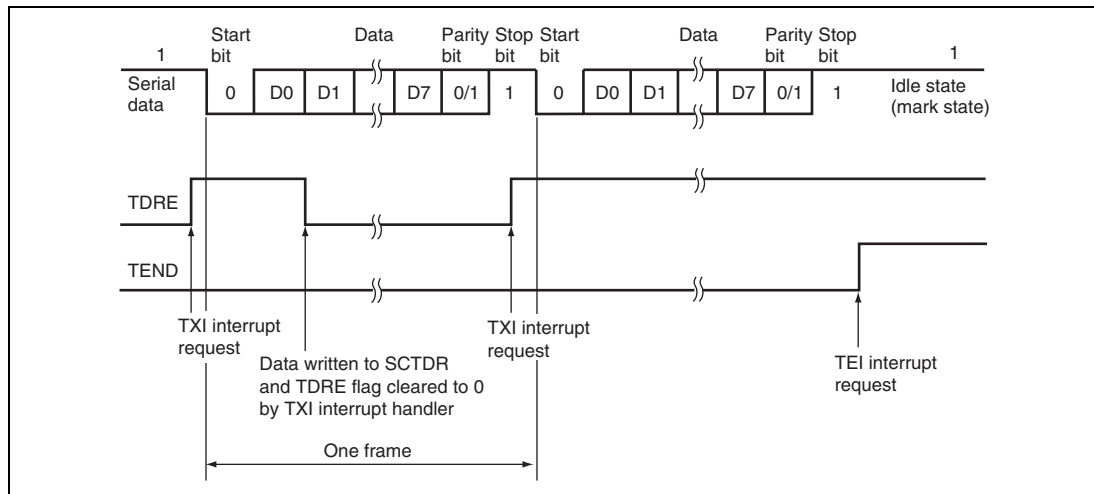 Start Data Parity Stop Start Data Parity Stop
1 bit bit bit bit bit bit 1
Serial data 0 D0 D1 D7 0/1 1 0 D0 D1 D7 0/1 1 Idle state (mark state)
TDRE
TEND
TXI interrupt
request
Data written to SCTDR
and TDRE flag cleared to 0
by TXI interrupt handler
TXI interrupt
request
TEI interrupt
request
One frame